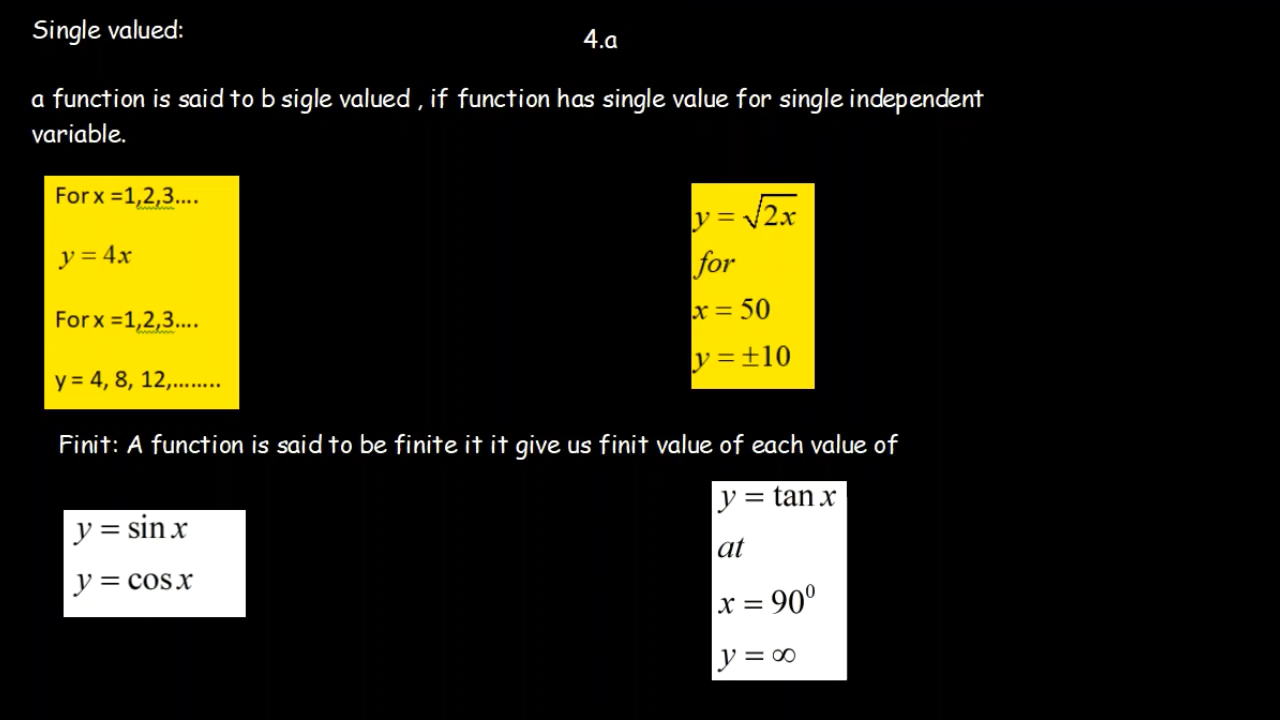 Single valued:
4.a
a function is said to b sigle valued , if function has single value for single independent
variable.
For x =1,2,3....
y = 4x
For x =1,2,3....
y = 4, 8, 12,........
y = √2x
for
x = 50
y = ±10
Finit: A function is said to be finite it it give us finit value of each value of
y = sin x
y = cos x
y = tan x
at
x = 90⁰
y = ∞